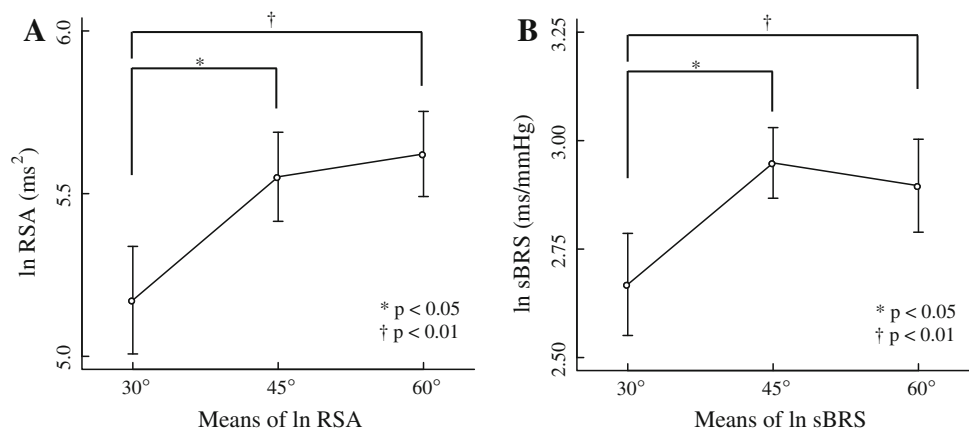 A
†
*
6.0
5.5
5.0
ln RSA (ms²)
* p < 0.05
† p < 0.01
30° 45° 60°
Means of ln RSA
B
†
*
3.25
3.00
2.75
2.50
ln sBRS (ms/mmHg)
* p < 0.05
† p < 0.01
30° 45° 60°
Means of ln sBRS